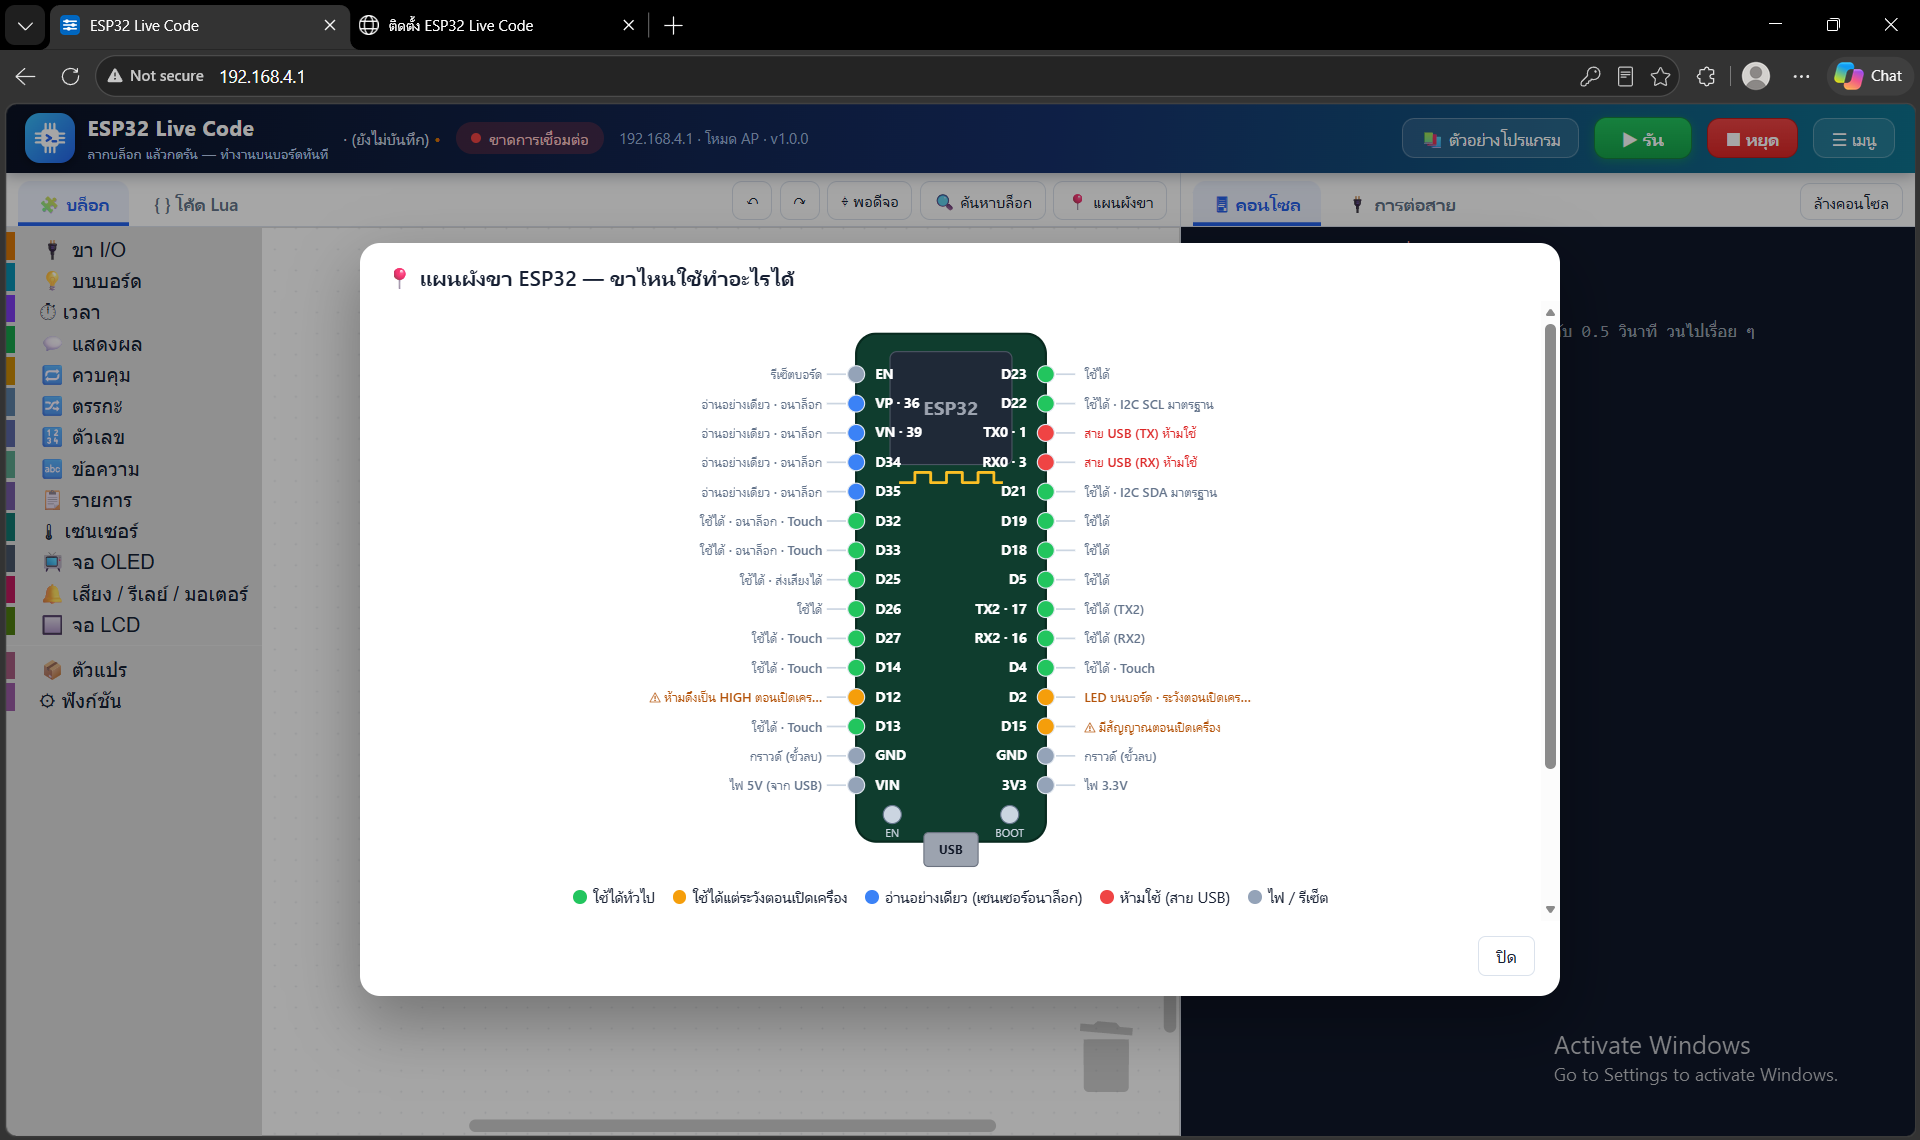 ESP32 Live Code
ติดตั้ง ESP32 Live Code
Not secure 192.168.4.1
Chat
ESP32 Live Code
ลากบล็อก แล้วกดรัน — ทำงานบนบอร์ดทันที
· (ยังไม่บันทึก) •
ขาดการเชื่อมต่อ
192.168.4.1 · โหมด AP · v1.0.0
ตัวอย่างโปรแกรม
▶ รัน
หยุด
☰ เมนู
บล็อก
{ } โค้ด Lua
พอดีจอ
ค้นหาบล็อก
แผนผังขา
คอนโซล
การต่อสาย
ล้างคอนโซล
ขา I/O
บนบอร์ด
เวลา
แสดงผล
ควบคุม
ตรรกะ
ตัวเลข
ข้อความ
รายการ
เซนเซอร์
จอ OLED
เสียง / รีเลย์ / มอเตอร์
จอ LCD
ตัวแปร
ฟังก์ชัน
0.5 วินาที วนไปเรื่อย ๆ
แผนผังขา ESP32 — ขาไหนใช้ทำอะไรได้
ESP32
รีเซ็ตบอร์ด EN D23 ใช้ได้
อ่านอย่างเดียว · อนาล็อก VP · 36 D22 ใช้ได้ · I2C SCL มาตรฐาน
อ่านอย่างเดียว · อนาล็อก VN · 39 TX0 · 1 สาย USB (TX) ห้ามใช้
อ่านอย่างเดียว · อนาล็อก D34 RX0 · 3 สาย USB (RX) ห้ามใช้
อ่านอย่างเดียว · อนาล็อก D35 D21 ใช้ได้ · I2C SDA มาตรฐาน
ใช้ได้ · อนาล็อก · Touch D32 D19 ใช้ได้
ใช้ได้ · อนาล็อก · Touch D33 D18 ใช้ได้
ใช้ได้ · ส่งเสียงได้ D25 D5 ใช้ได้
ใช้ได้ D26 TX2 · 17 ใช้ได้ (TX2)
ใช้ได้ · Touch D27 RX2 · 16 ใช้ได้ (RX2)
ใช้ได้ · Touch D14 D4 ใช้ได้ · Touch
⚠ ห้ามดึงเป็น HIGH ตอนเปิดเคร… D12 D2 LED บนบอร์ด · ระวังตอนเปิดเคร…
ใช้ได้ · Touch D13 D15 ⚠ มีสัญญาณตอนเปิดเครื่อง
กราวด์ (ขั้วลบ) GND GND กราวด์ (ขั้วลบ)
ไฟ 5V (จาก USB) VIN 3V3 ไฟ 3.3V
EN BOOT
USB
ใช้ได้ทั่วไป ใช้ได้แต่ระวังตอนเปิดเครื่อง อ่านอย่างเดียว (เซนเซอร์อนาล็อก) ห้ามใช้ (สาย USB) ไฟ / รีเซ็ต
ปิด
Activate Windows
Go to Settings to activate Windows.